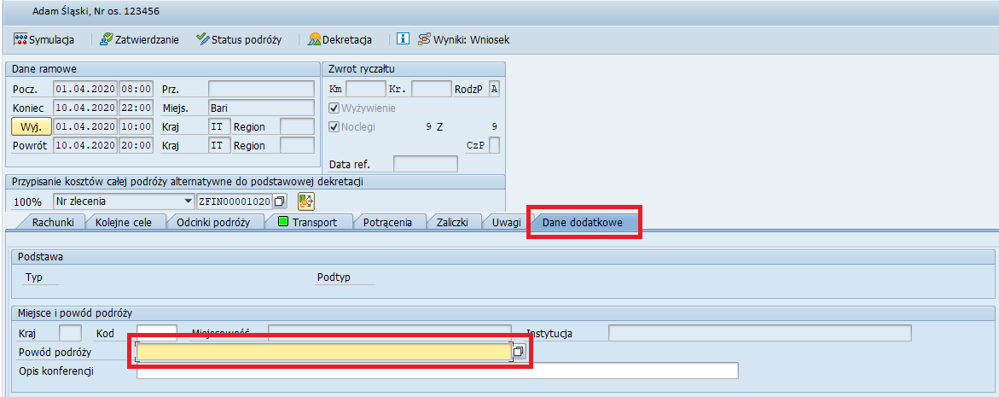 Adam Śląski, Nr os. 123456
Symulacja Zatwierdzanie Status podróży Dekretacja Wyniki: Wniosek
Dane ramowe
Pocz. 01.04.2020 08:00 Prz.
Koniec 10.04.2020 22:00 Miejs. Bari
Wyj. 01.04.2020 10:00 Kraj IT Region
Powrót 10.04.2020 20:00 Kraj IT Region
Zwrot ryczałtu
Km Kr. RodzP A
Wyżywienie
Noclegi 9 Z 9
CzP
Data ref.
Przypisanie kosztów całej podróży alternatywne do podstawowej dekretacji
100% Nr zlecenia ZFIN00001020
Rachunki Kolejne cele Odcinki podróży Transport Potrącenia Zaliczki Uwagi Dane dodatkowe
Podstawa
Typ Podtyp
Miejsce i powód podróży
Kraj Kod Miejscowość Instytucja
Powód podróży
Opis konferencji